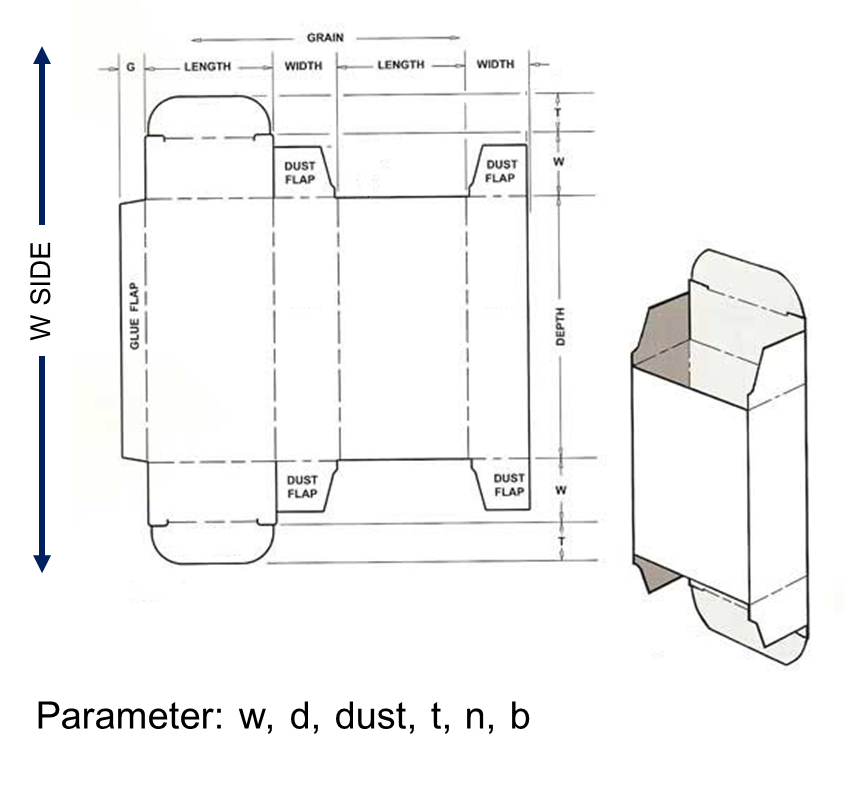 GRAIN
G LENGTH WIDTH LENGTH WIDTH
T
DUST
FLAP
DUST
FLAP
W
W SIDE
GLUE FLAP
DEPTH
DUST
FLAP
DUST
FLAP
W
T
Parameter: w, d, dust, t, n, b